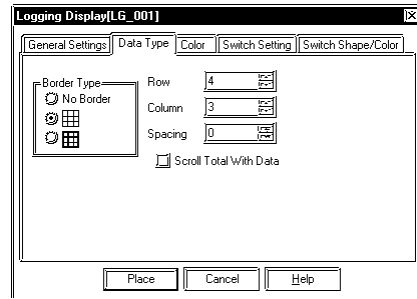 Logging Display[LG_001]
General Settings Data Type Color Switch Setting Switch Shape/Color
Border Type
No Border
Row 4
Column 3
Spacing 0
Scroll Total With Data
Place Cancel Help